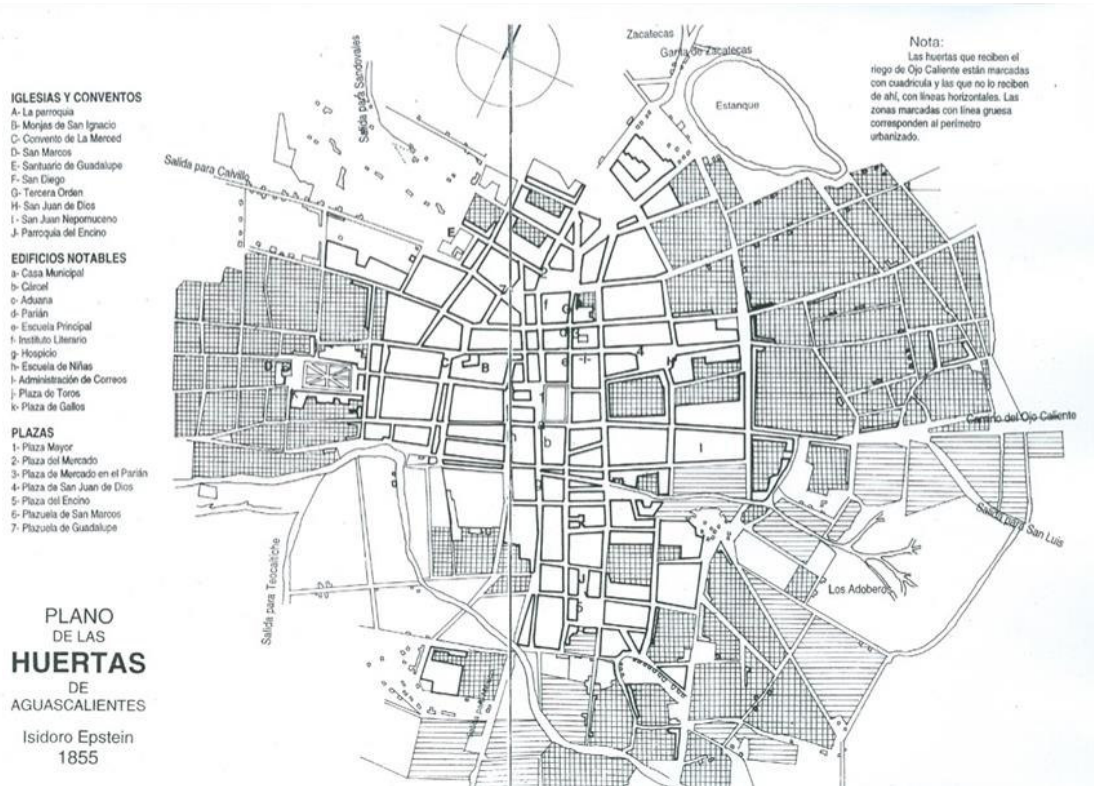 IGLESIAS Y CONVENTOS
A- La parroquia
B- Monjas de San Ignacio
C- Convento de La Merced
D- San Marcos
E- Santuario de Guadalupe
F- San Diego
G- Tercera Orden
H- San Juan de Dios
I - San Juan Nepomuceno
J- Parroquia del Encino
EDIFICIOS NOTABLES
a- Casa Municipal
b- Cárcel
c- Aduana
d- Parián
e- Escuela Principal
f- Instituto Literario
g- Hospicio
h- Escuela de Niñas
i- Administración de Correos
j- Plaza de Toros
k- Plaza de Gallos
PLAZAS
1- Plaza Mayor
2- Plaza del Mercado
3- Plaza de Mercado en el Parián
4- Plaza de San Juan de Dios
5- Plaza del Encino
6- Plazuela de San Marcos
7- Plazuela de Guadalupe
PLANO
DE LAS
HUERTAS
DE
AGUASCALIENTES
Isidoro Epstein
1855
Nota:
Las huertas que reciben el
riego de Ojo Caliente están marcadas
con cuadrícula y las que no lo reciben
de ahí, con líneas horizontales. Las
zonas marcadas con línea gruesa
corresponden al perímetro
urbanizado.
Zacatecas
Garita de Zacatecas
Estanque
Salida para Sandovales
Salida para Calvillo
E
B
4
1
b
I
J
5
Camino del Ojo Caliente
Salida para San Luis
Los Adoberos
Salida para Teocaltiche